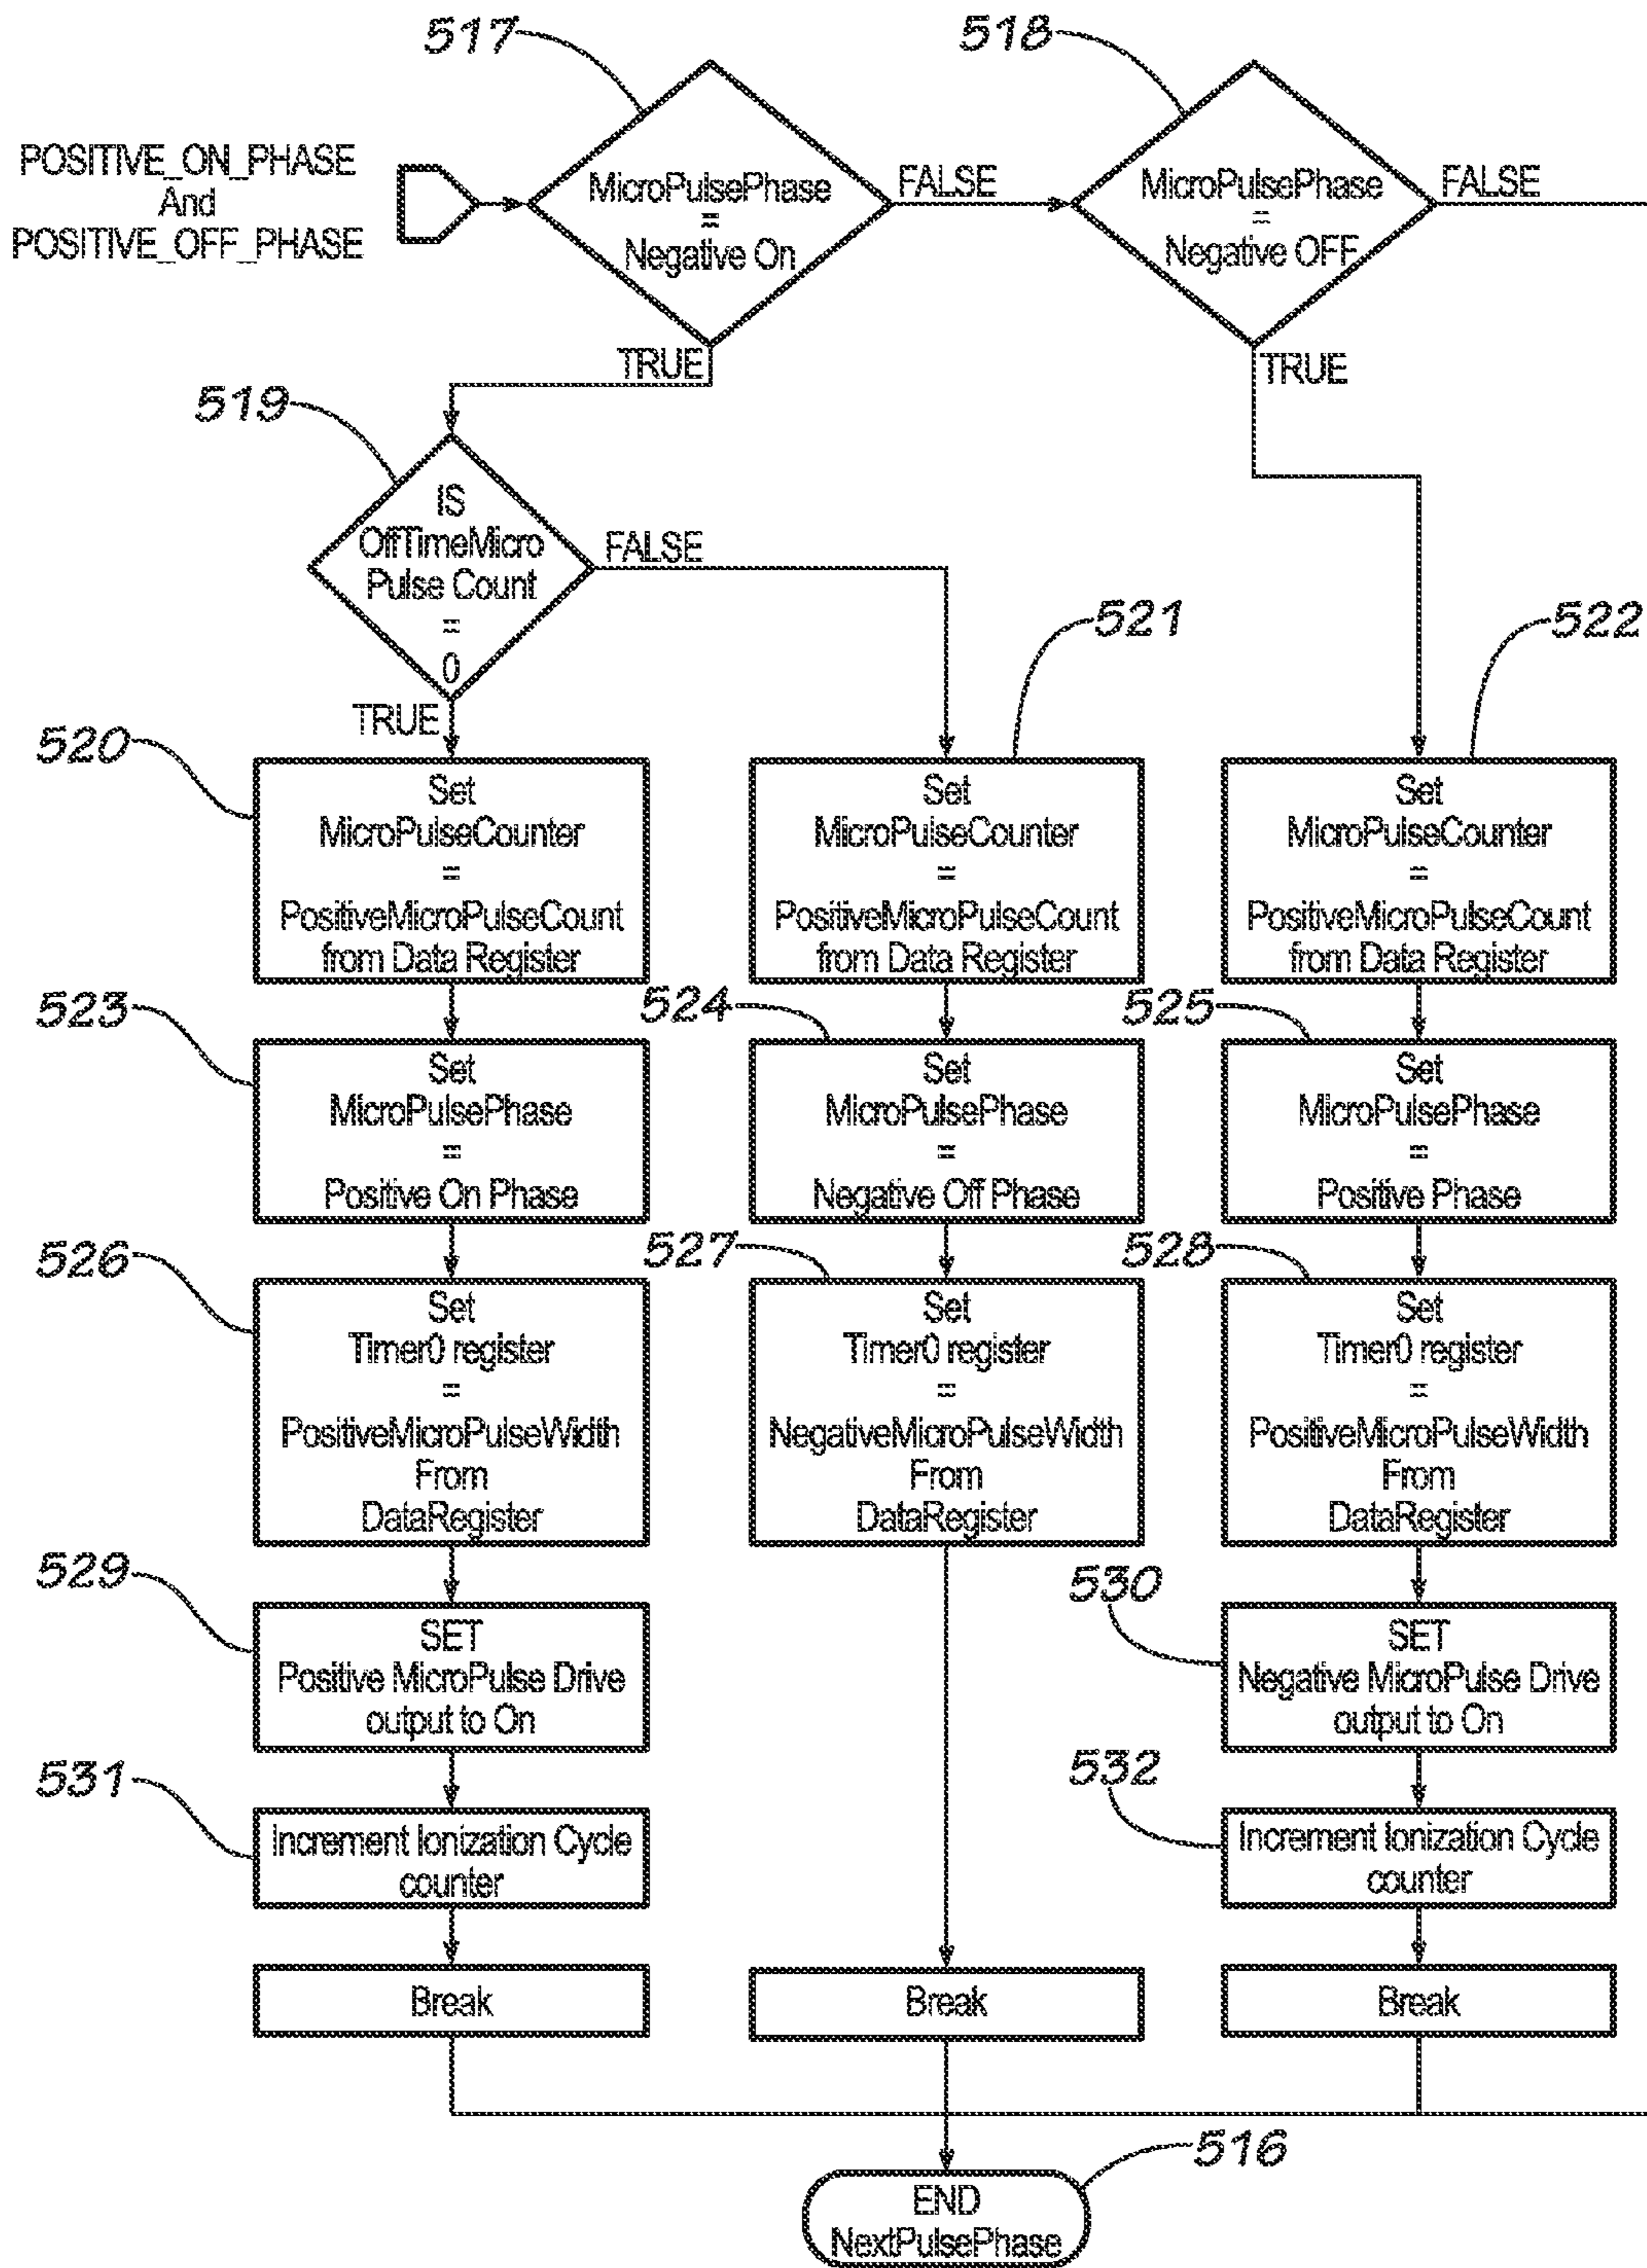 517
518
POSITIVE_ON_PHASE
And
POSITIVE_OFF_PHASE
MicroPulsePhase
=
Negative On
FALSE
MicroPulsePhase
=
Negative OFF
FALSE
TRUE
TRUE
519
IS
OffTimeMicro
Pulse Count
=
0
FALSE
TRUE
520
521
522
Set
MicroPulseCounter
=
PositiveMicroPulseCount
from Data Register
Set
MicroPulseCounter
=
PositiveMicroPulseCount
from Data Register
Set
MicroPulseCounter
=
PositiveMicroPulseCount
from Data Register
523
524
525
Set
MicroPulsePhase
=
Positive On Phase
Set
MicroPulsePhase
=
Negative Off Phase
Set
MicroPulsePhase
=
Positive Phase
526
527
528
Set
Timer0 register
=
PositiveMicroPulseWidth
From
DataRegister
Set
Timer0 register
=
NegativeMicroPulseWidth
From
DataRegister
Set
Timer0 register
=
PositiveMicroPulseWidth
From
DataRegister
529
530
SET
Positive MicroPulse Drive
output to On
SET
Negative MicroPulse Drive
output to On
531
532
Increment Ionization Cycle
counter
Increment Ionization Cycle
counter
Break
Break
Break
516
END
NextPulsePhase